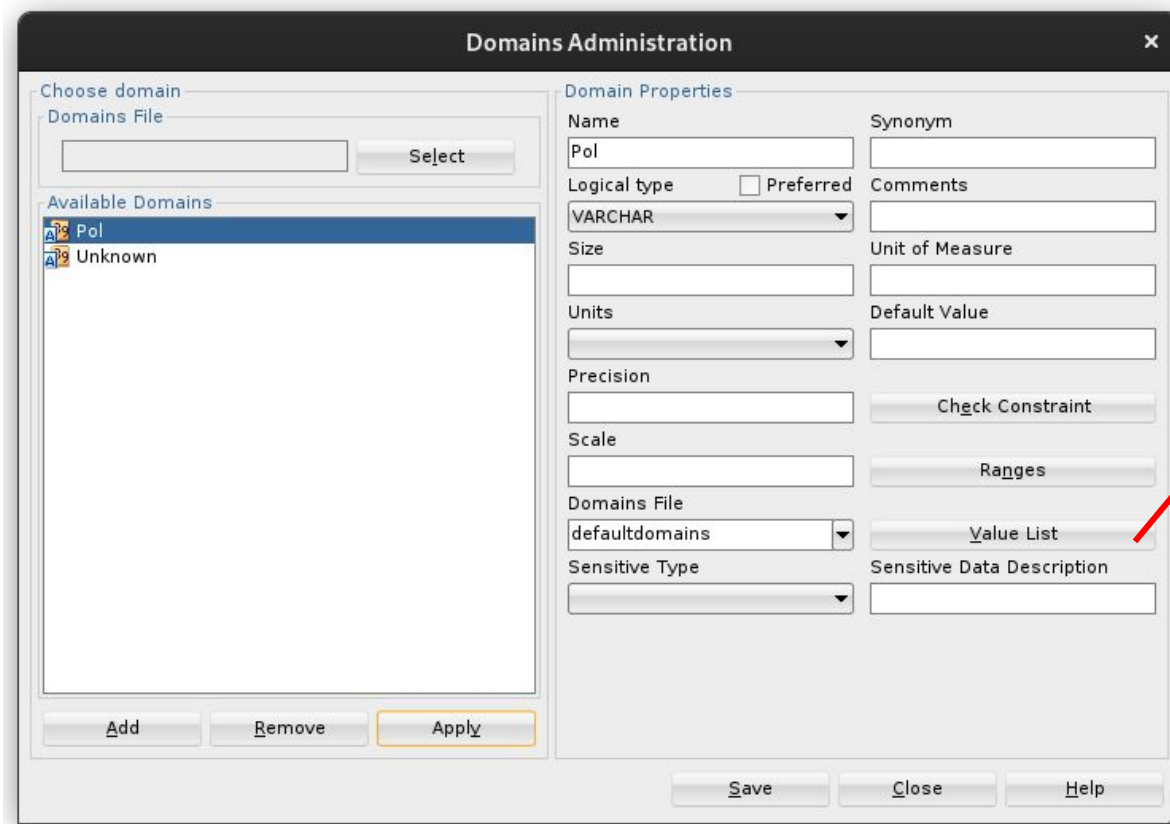 Domains Administration
Choose domain
Domains File
Select
Available Domains
Pol
Unknown
Add Remove Apply
Domain Properties
Name Synonym
Pol
Logical type Preferred Comments
VARCHAR
Size Unit of Measure
Units Default Value
Precision
Check Constraint
Scale
Ranges
Domains File
defaultdomains Value List
Sensitive Type Sensitive Data Description
Save Close Help